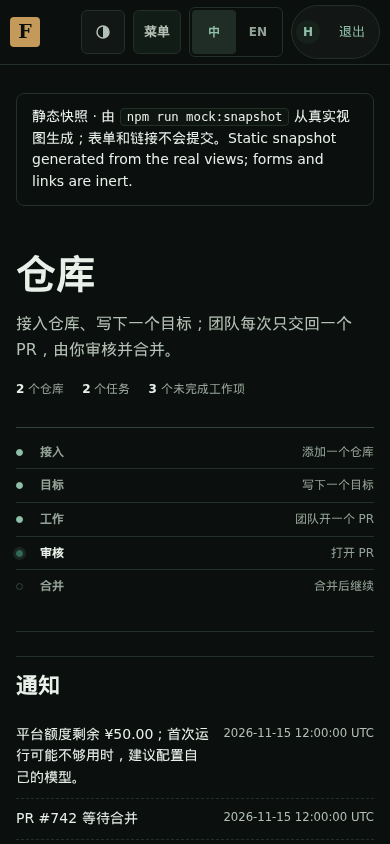 F
菜单
中 EN
H 退出
静态快照 · 由 npm run mock:snapshot 从真实视
图生成；表单和链接不会提交。Static snapshot
generated from the real views; forms and
links are inert.
仓库
接入仓库、写下一个目标；团队每次只交回一个
PR，由你审核并合并。
2 个仓库 2 个任务 3 个未完成工作项
接入 添加一个仓库
目标 写下一个目标
工作 团队开一个 PR
审核 打开 PR
合并 合并后继续
通知
平台额度剩余 ¥50.00；首次运 2026-11-15 12:00:00 UTC
行可能不够用时，建议配置自
己的模型。
PR #742 等待合并 2026-11-15 12:00:00 UTC